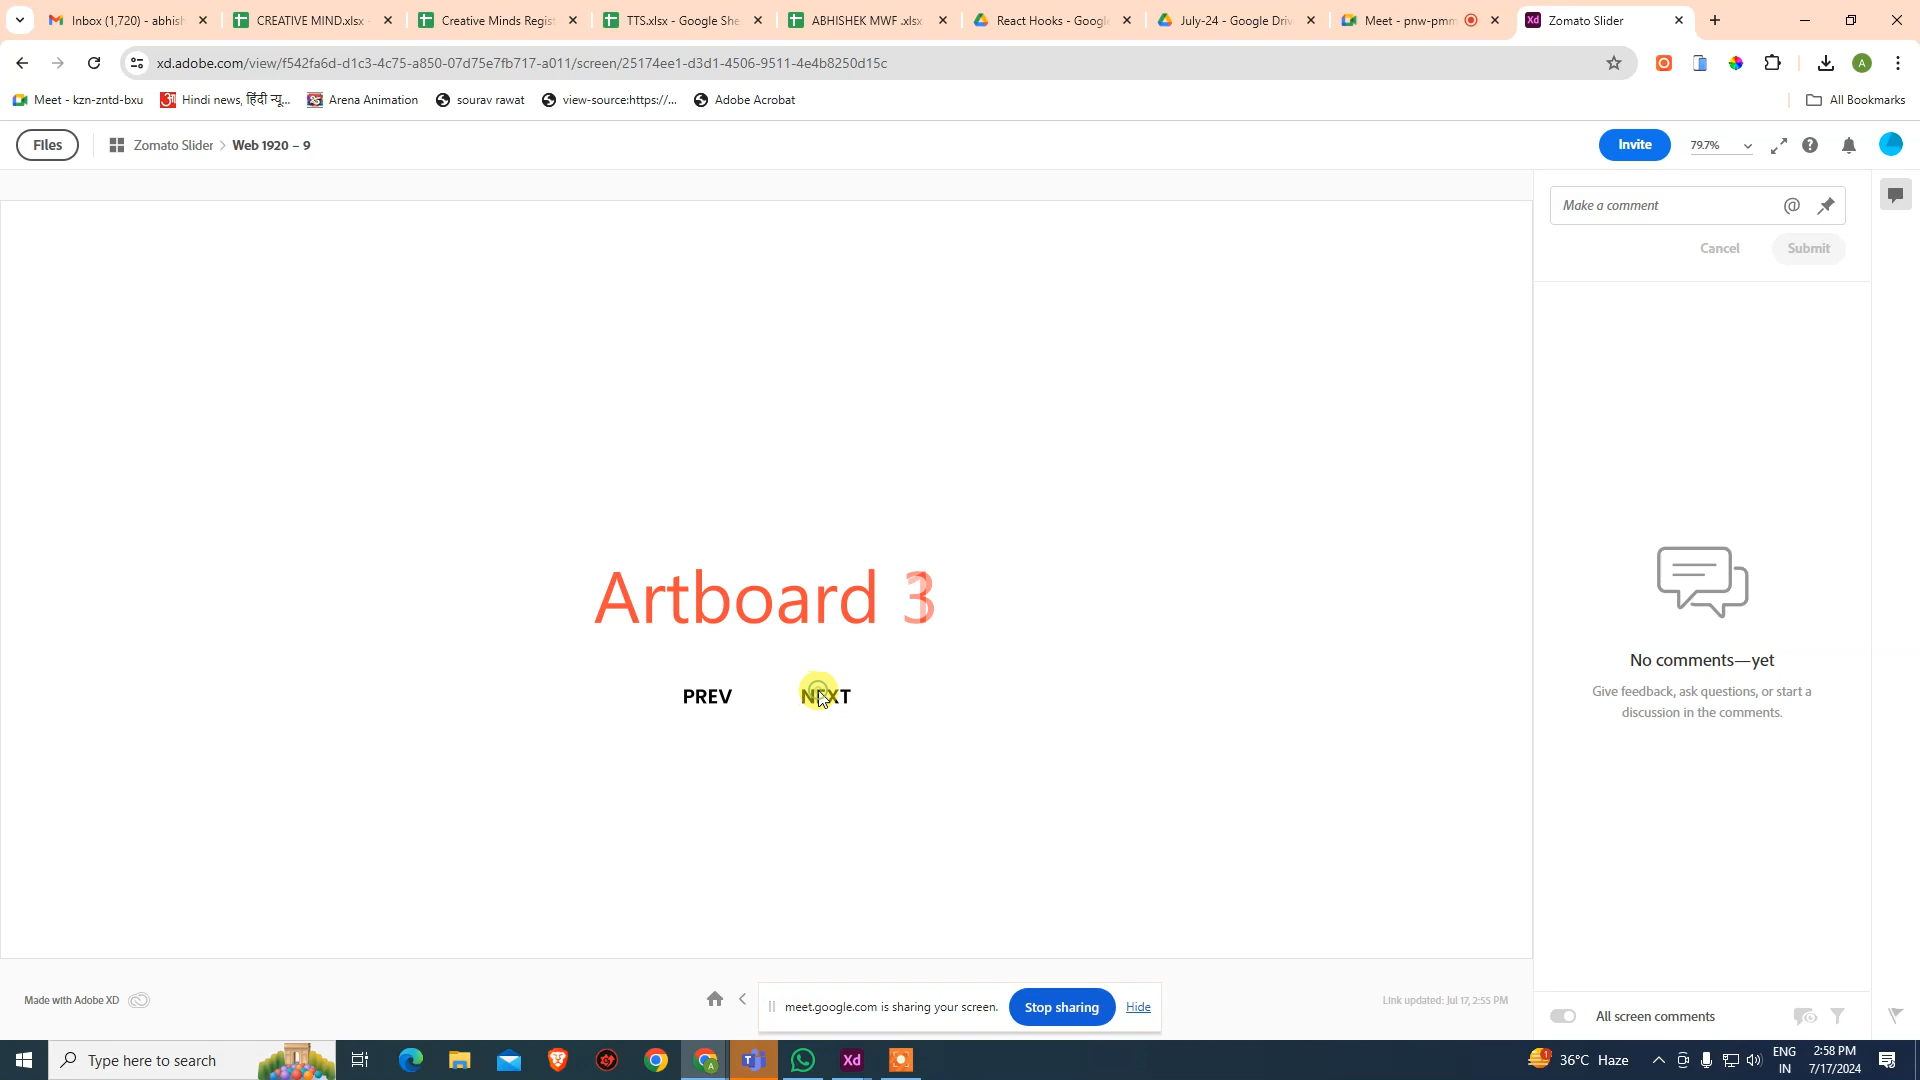 Inbox (1,720) - abhish
CREATIVE MIND.xlsx
Creative Minds Regist
TTS.xlsx - Google She
ABHISHEK MWF .xlsx
React Hooks - Google
July-24 - Google Driv
Meet - pnw-pmm
Xd Zomato Slider
xd.adobe.com/view/f542fa6d-d1c3-4c75-a850-07d75e7fb717-a011/screen/25174ee1-d3d1-4506-9511-4e4b8250d15c
A
Meet - kzn-zntd-bxu
Hindi news, हिंदी न्यू...
Arena Animation
sourav rawat
view-source:https://...
Adobe Acrobat
All Bookmarks
Files
Zomato Slider > Web 1920 – 9
Invite
79.7%
Make a comment
@
Cancel
Submit
Artboard
PREV
NEXT
No comments—yet
Give feedback, ask questions, or start a
discussion in the comments.
Made with Adobe XD
meet.google.com is sharing your screen.
Stop sharing
Hide
Link updated: Jul 17, 2:55 PM
All screen comments
Type here to search
Xd
36°C Haze
ENG
IN
2:58 PM
7/17/2024